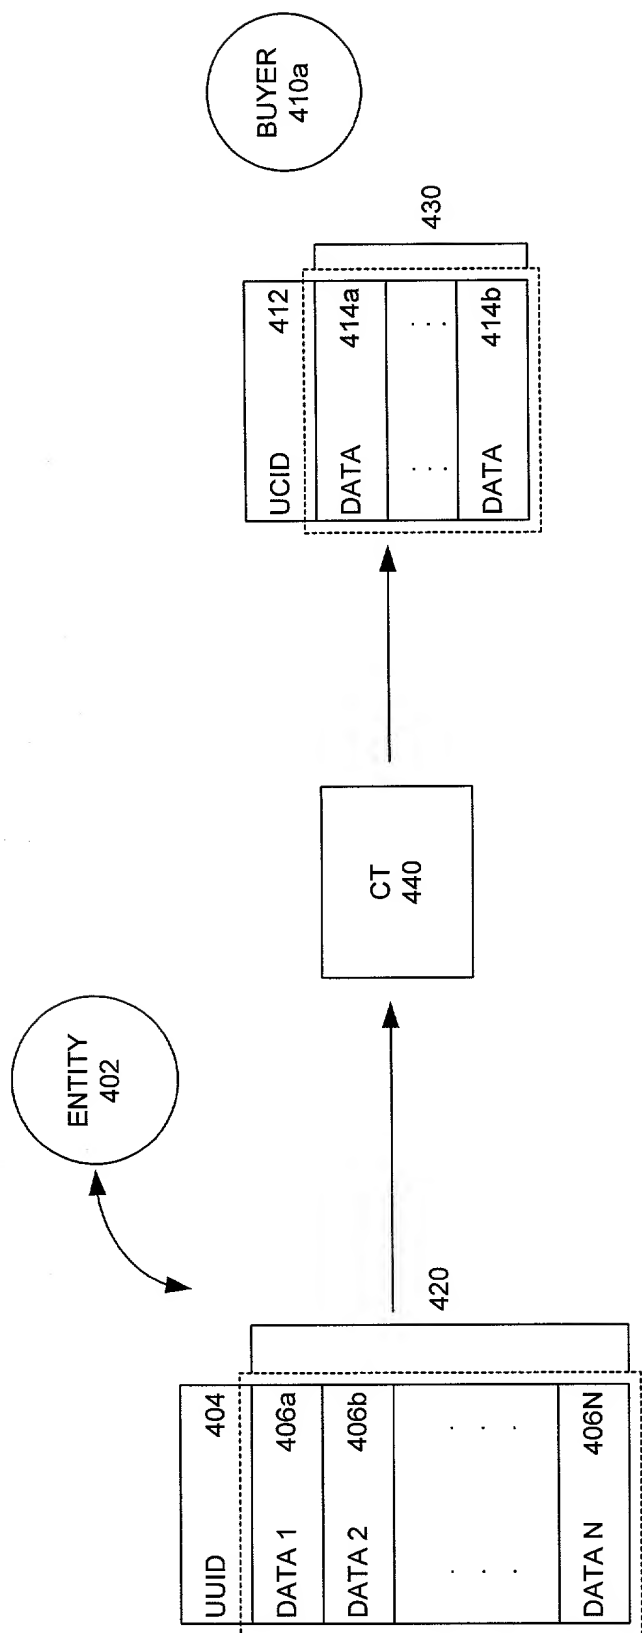 ENTITY
402
UUID 404
DATA 1 406a
DATA 2 406b
. . . . . .
DATA N 406N
420
CT
440
UCID 412
DATA 414a
. . . . . .
DATA 414b
430
BUYER
410a